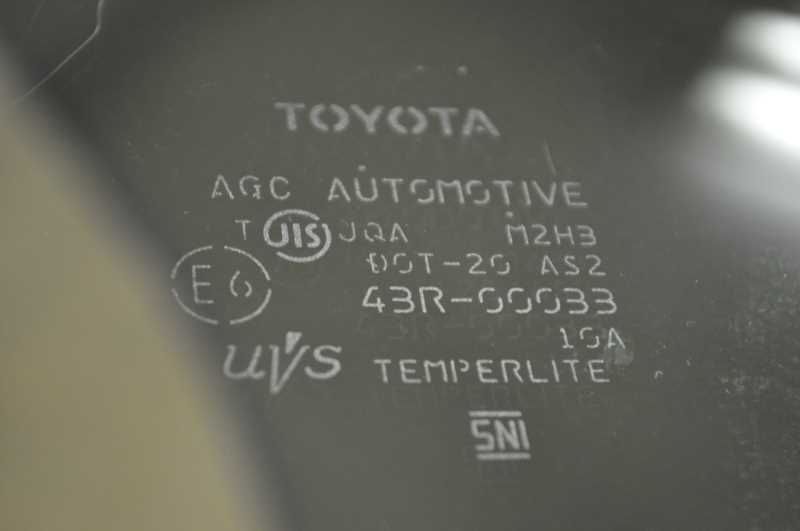 TOYOTA
AGC AUTOMOTIVE
T JIS JQA M2H3
DOT-20 AS2
E6 43R-00033
10A
UVS TEMPERLITE
SNI